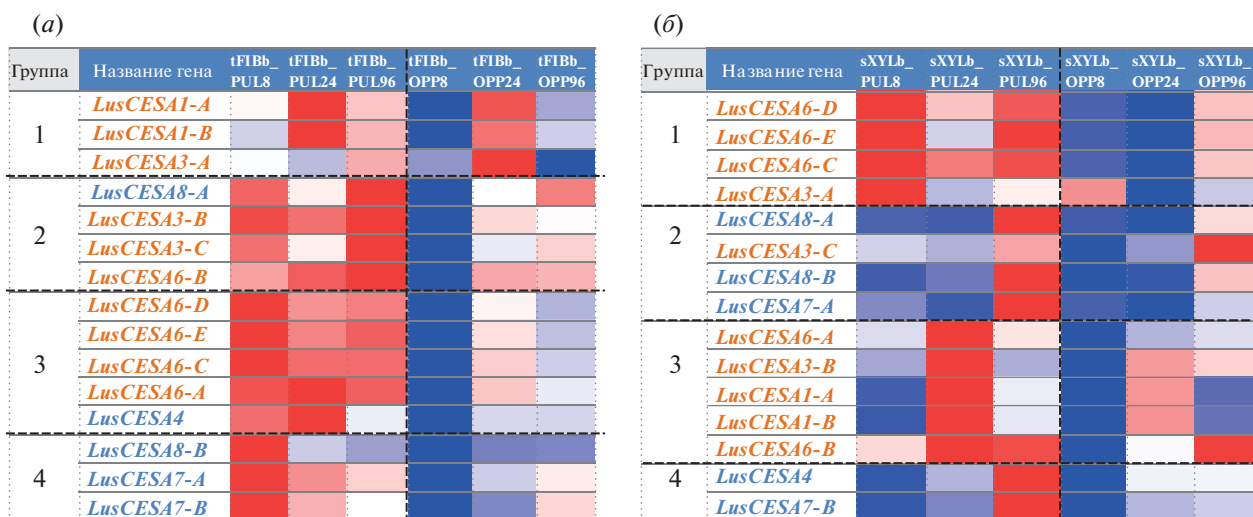 (а)
Группа Название гена tFIBb_ tFIBb_ tFIBb_ tFIBb_ tFIBb_ tFIBb_
PUL8 PUL24 PUL96 OPP8 OPP24 OPP96
LusCESA1-A
1 LusCESA1-B
LusCESA3-A
LusCESA8-A
2 LusCESA3-B
LusCESA3-C
LusCESA6-B
LusCESA6-D
LusCESA6-E
3 LusCESA6-C
LusCESA6-A
LusCESA4
LusCESA8-B
4 LusCESA7-A
LusCESA7-B
(б)
Группа Название гена sXYLb_ sXYLb_ sXYLb_ sXYLb_ sXYLb_ sXYLb_
PUL8 PUL24 PUL96 OPP8 OPP24 OPP96
LusCESA6-D
1 LusCESA6-E
LusCESA6-C
LusCESA3-A
2 LusCESA8-A
LusCESA3-C
LusCESA8-B
LusCESA7-A
LusCESA6-A
3 LusCESA3-B
LusCESA1-A
LusCESA1-B
LusCESA6-B
4 LusCESA4
LusCESA7-B